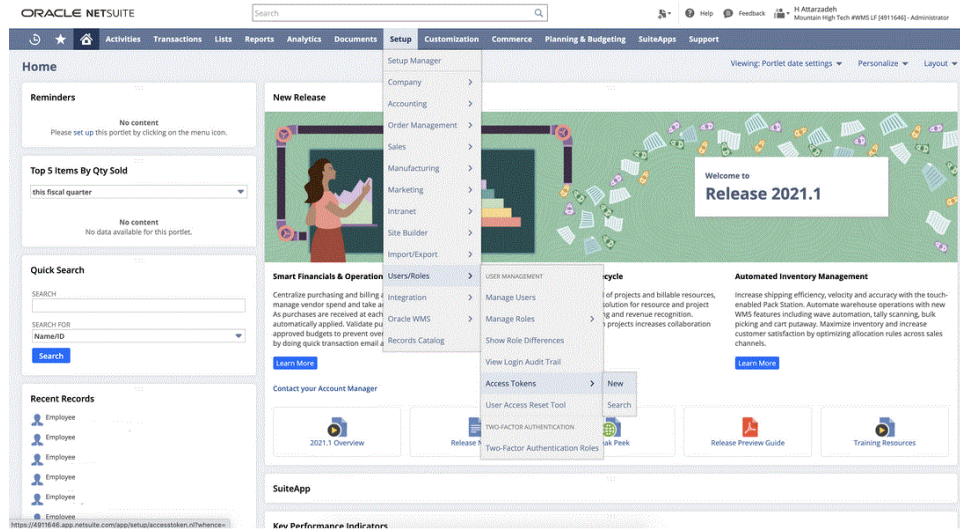 ORACLE NETSUITE
Search
Help
Feedback
H Attarzadeh
Mountain High Tech #WMS LF [4911646] - Administrator
Activities Transactions Lists Reports Analytics Documents Setup Customization Commerce Planning & Budgeting SuiteApps Support
Home
Viewing: Portlet date settings
Personalize
Layout
Reminders
No content
Please set up this portlet by clicking on the menu icon.
Top 5 Items By Qty Sold
this fiscal quarter
No content
No data available for this portlet.
Quick Search
SEARCH
SEARCH FOR
Name/ID
Search
Recent Records
Employee
Employee
Employee
Employee
Employee
Employee
https://4911646.app.netsuite.com/app/setup/accesstoken.nl?whence=
Setup Manager
Company
Accounting
Order Management
Sales
Manufacturing
Marketing
Intranet
Site Builder
Import/Export
Users/Roles
Integration
Oracle WMS
Records Catalog
USER MANAGEMENT
Manage Users
Manage Roles
Show Role Differences
View Login Audit Trail
Access Tokens
User Access Reset Tool
TWO-FACTOR AUTHENTICATION
Two-Factor Authentication Roles
New
Search
New Release
Welcome to
Release 2021.1
Smart Financials & Operation
Centralize purchasing and billing
manage vendor spend and take
As purchases are received at each
automatically applied. Validate pu
approved budgets to prevent over
by doing quick transaction email
Learn More
ycle
of projects and billable resources,
olution for resource and project
ng and revenue recognition.
projects increases collaboration
Automated Inventory Management
Increase shipping efficiency, velocity and accuracy with the touch-
enabled Pack Station. Automate warehouse operations with new
WMS features including wave automation, tally scanning, bulk
picking and cart putaway. Maximize inventory and increase
customer satisfaction by optimizing allocation rules across sales
channels.
Learn More
Contact your Account Manager
2021.1 Overview
Release
eak Peek
Release Preview Guide
Training Resources
SuiteApp
Key Performance Indicators